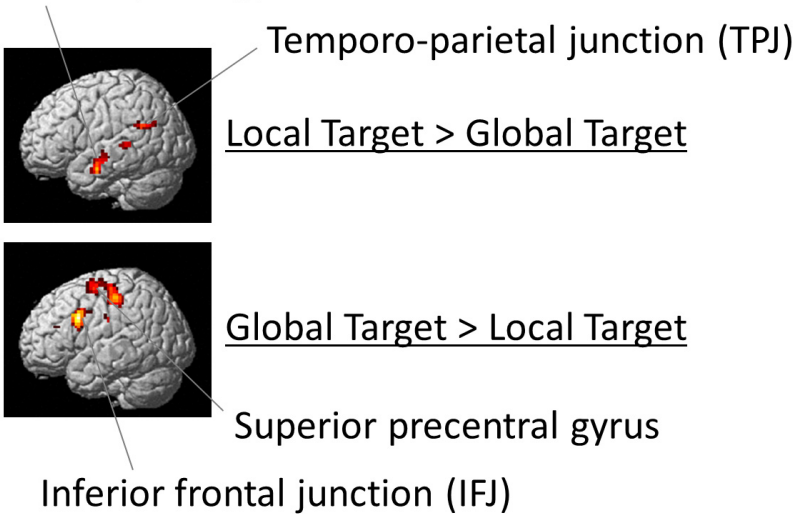 Temporo-parietal junction (TPJ)
Local Target > Global Target
Global Target > Local Target
Superior precentral gyrus
Inferior frontal junction (IFJ)